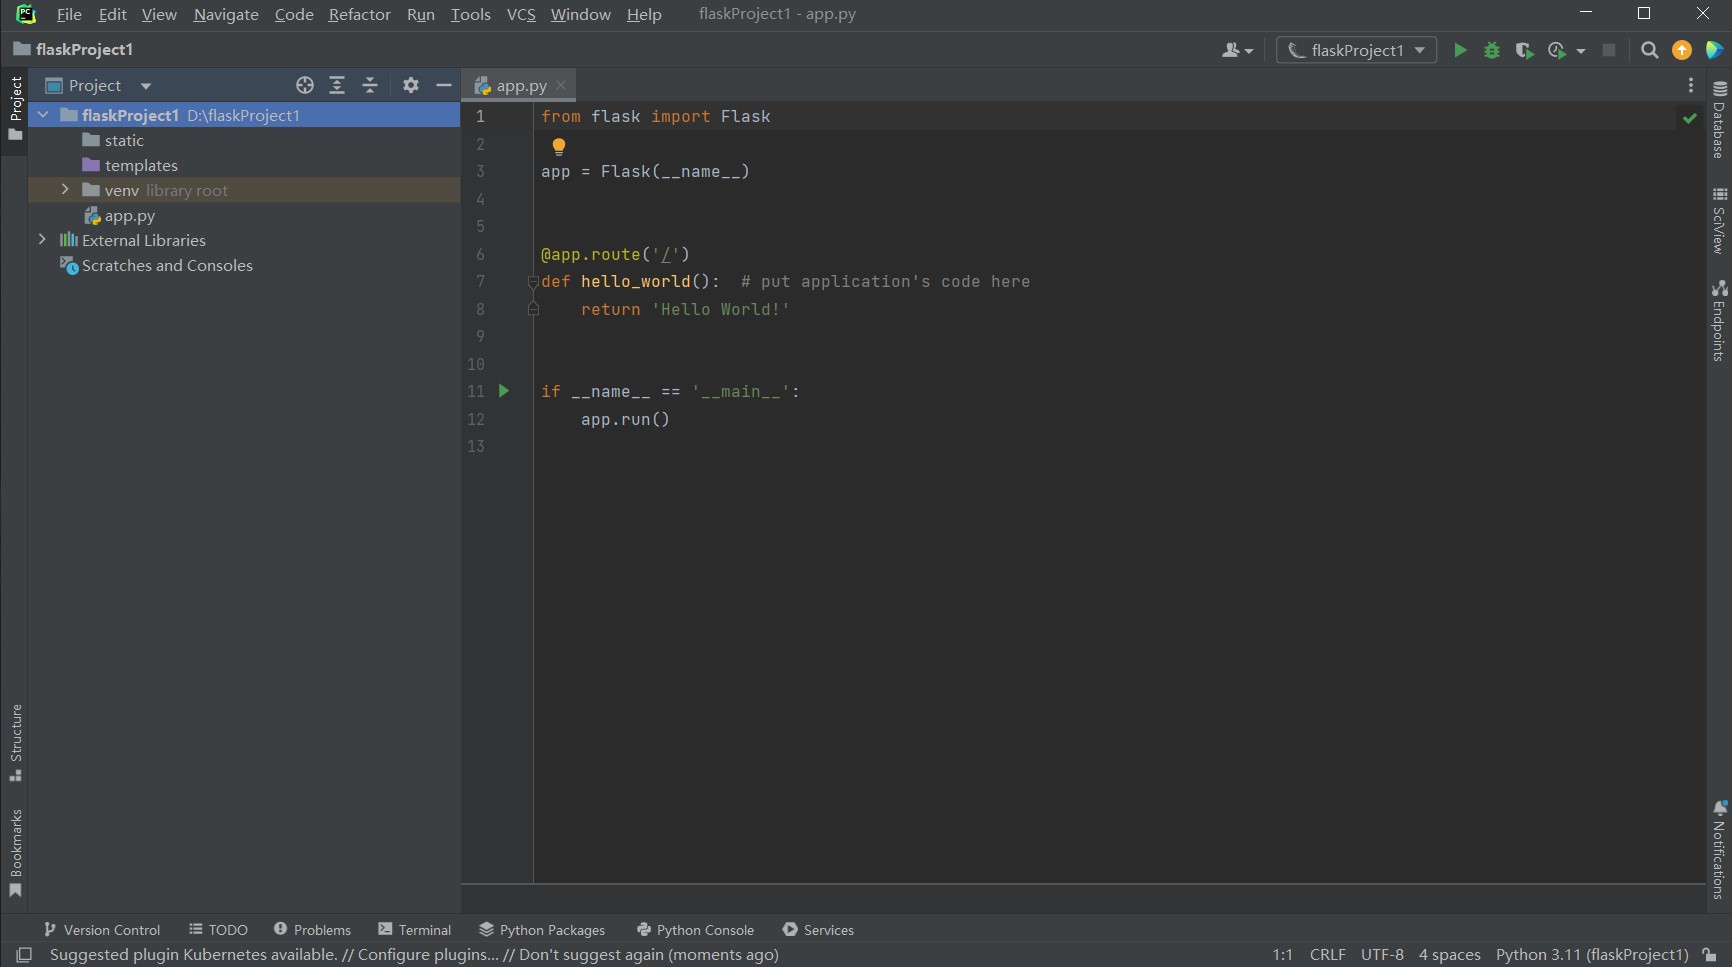 File Edit View Navigate Code Refactor Run Tools VCS Window Help flaskProject1 - app.py
flaskProject1
flaskProject1
Project
Project
app.py
flaskProject1 D:\flaskProject1
static
templates
venv library root
app.py
External Libraries
Scratches and Consoles
1 from flask import Flask
2
3 app = Flask(__name__)
4
5
6 @app.route('/')
7 def hello_world():  # put application's code here
8     return 'Hello World!'
9
10
11 if __name__ == '__main__':
12     app.run()
13
Database
SciView
Endpoints
Notifications
Structure
Bookmarks
Version Control TODO Problems Terminal Python Packages Python Console Services
Suggested plugin Kubernetes available. // Configure plugins... // Don't suggest again (moments ago) 1:1 CRLF UTF-8 4 spaces Python 3.11 (flaskProject1)